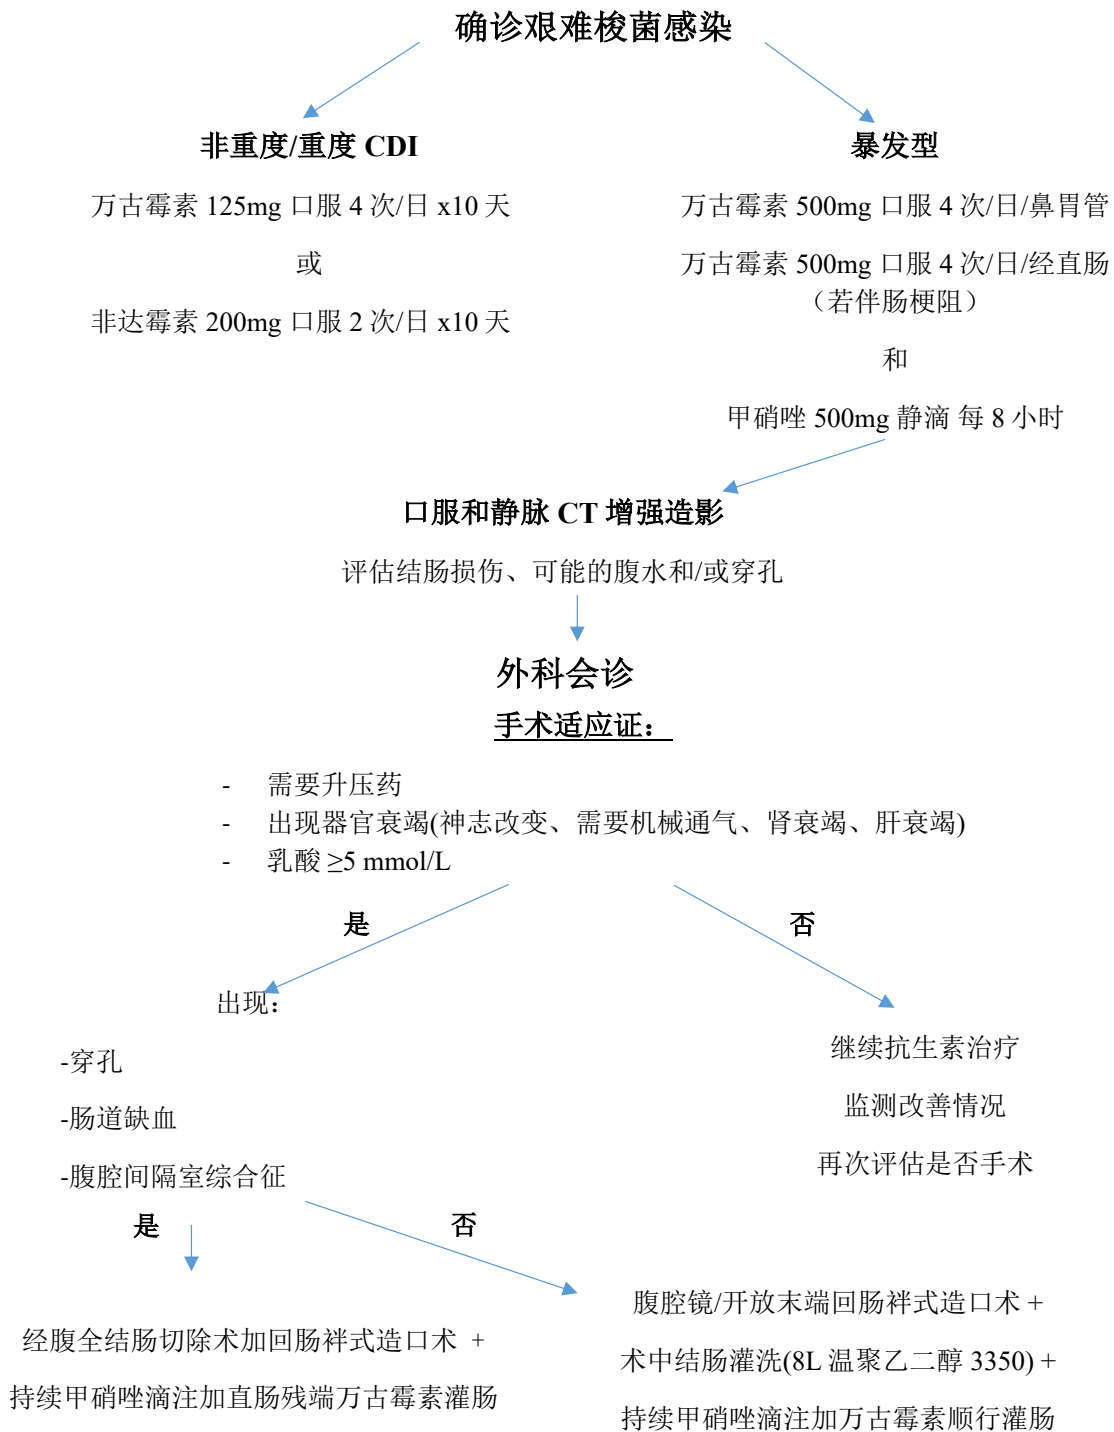 确诊艰难梭菌感染
非重度/重度 CDI
万古霉素 125mg 口服 4 次/日 x10 天
或
非达霉素 200mg 口服 2 次/日 x10 天
暴发型
万古霉素 500mg 口服 4 次/日/鼻胃管
万古霉素 500mg 口服 4 次/日/经直肠
（若伴肠梗阻）
和
甲硝唑 500mg 静滴 每 8 小时
口服和静脉 CT 增强造影
评估结肠损伤、可能的腹水和/或穿孔
外科会诊
手术适应证：
- 需要升压药
- 出现器官衰竭(神志改变、需要机械通气、肾衰竭、肝衰竭)
- 乳酸 ≥5 mmol/L
是
否
出现：
-穿孔
-肠道缺血
-腹腔间隔室综合征
继续抗生素治疗
监测改善情况
再次评估是否手术
是
否
经腹全结肠切除术加回肠袢式造口术 +
持续甲硝唑滴注加直肠残端万古霉素灌肠
腹腔镜/开放末端回肠袢式造口术 +
术中结肠灌洗(8L 温聚乙二醇 3350) +
持续甲硝唑滴注加万古霉素顺行灌肠